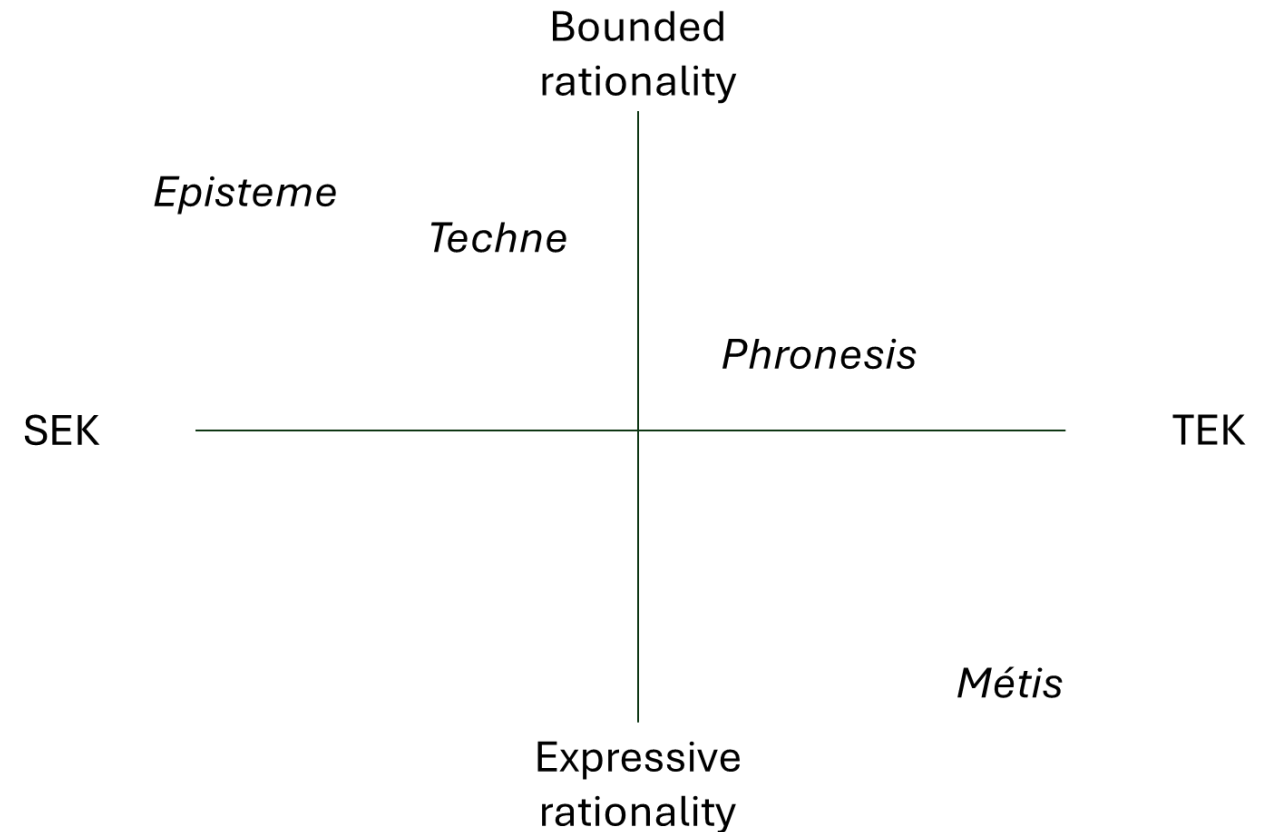 Bounded
rationality
Episteme
Techne
Phronesis
SEK
TEK
Métis
Expressive
rationality